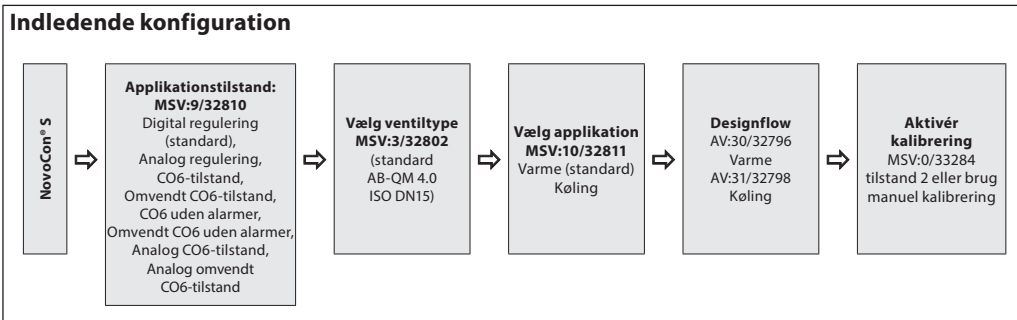 Indledende konfiguration
NovoCon® S
Applikationstilstand:
MSV:9/32810
Digital regulering
(standard),
Analog regulering,
CO6-tilstand,
Omvendt CO6-tilstand,
CO6 uden alarmer,
Omvendt CO6 uden alarmer,
Analog CO6-tilstand,
Analog omvendt
CO6-tilstand
Vælg ventiltype
MSV:3/32802
(standard
AB-QM 4.0
ISO DN15)
Vælg applikation
MSV:10/32811
Varme (standard)
Køling
Designflow
AV:30/32796
Varme
AV:31/32798
Køling
Aktivér
kalibrering
MSV:0/33284
tilstand 2 eller brug
manuel kalibrering